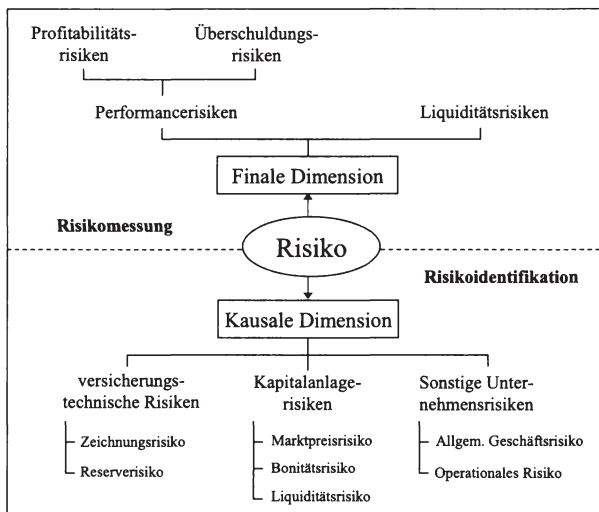 Profitabilitäts-
risiken
Überschuldungs-
risiken
Performancerisiken
Liquiditätsrisiken
Finale Dimension
Risikomessung
Risiko
Risikoidentifikation
Kausale Dimension
versicherungs-
technische Risiken
Zeichnungsrisiko
Reserverisiko
Kapitalanlage-
risiken
Marktpreisrisiko
Bonitätsrisiko
Liquiditätsrisiko
Sonstige Unter-
nehmensrisiken
Allgem. Geschäftsrisiko
Operationales Risiko